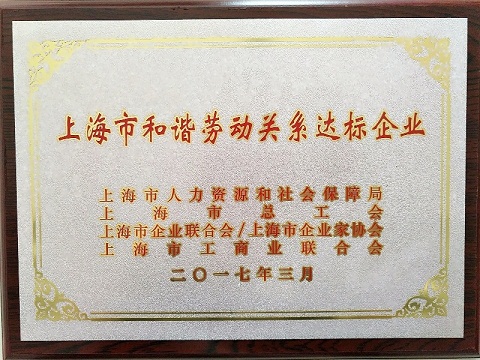 上海市和谐劳动关系达标企业
上海市人力资源和社会保障局
上海市总工会
上海市企业联合会/上海市企业家协会
上海市工商业联合会
二〇一七年三月